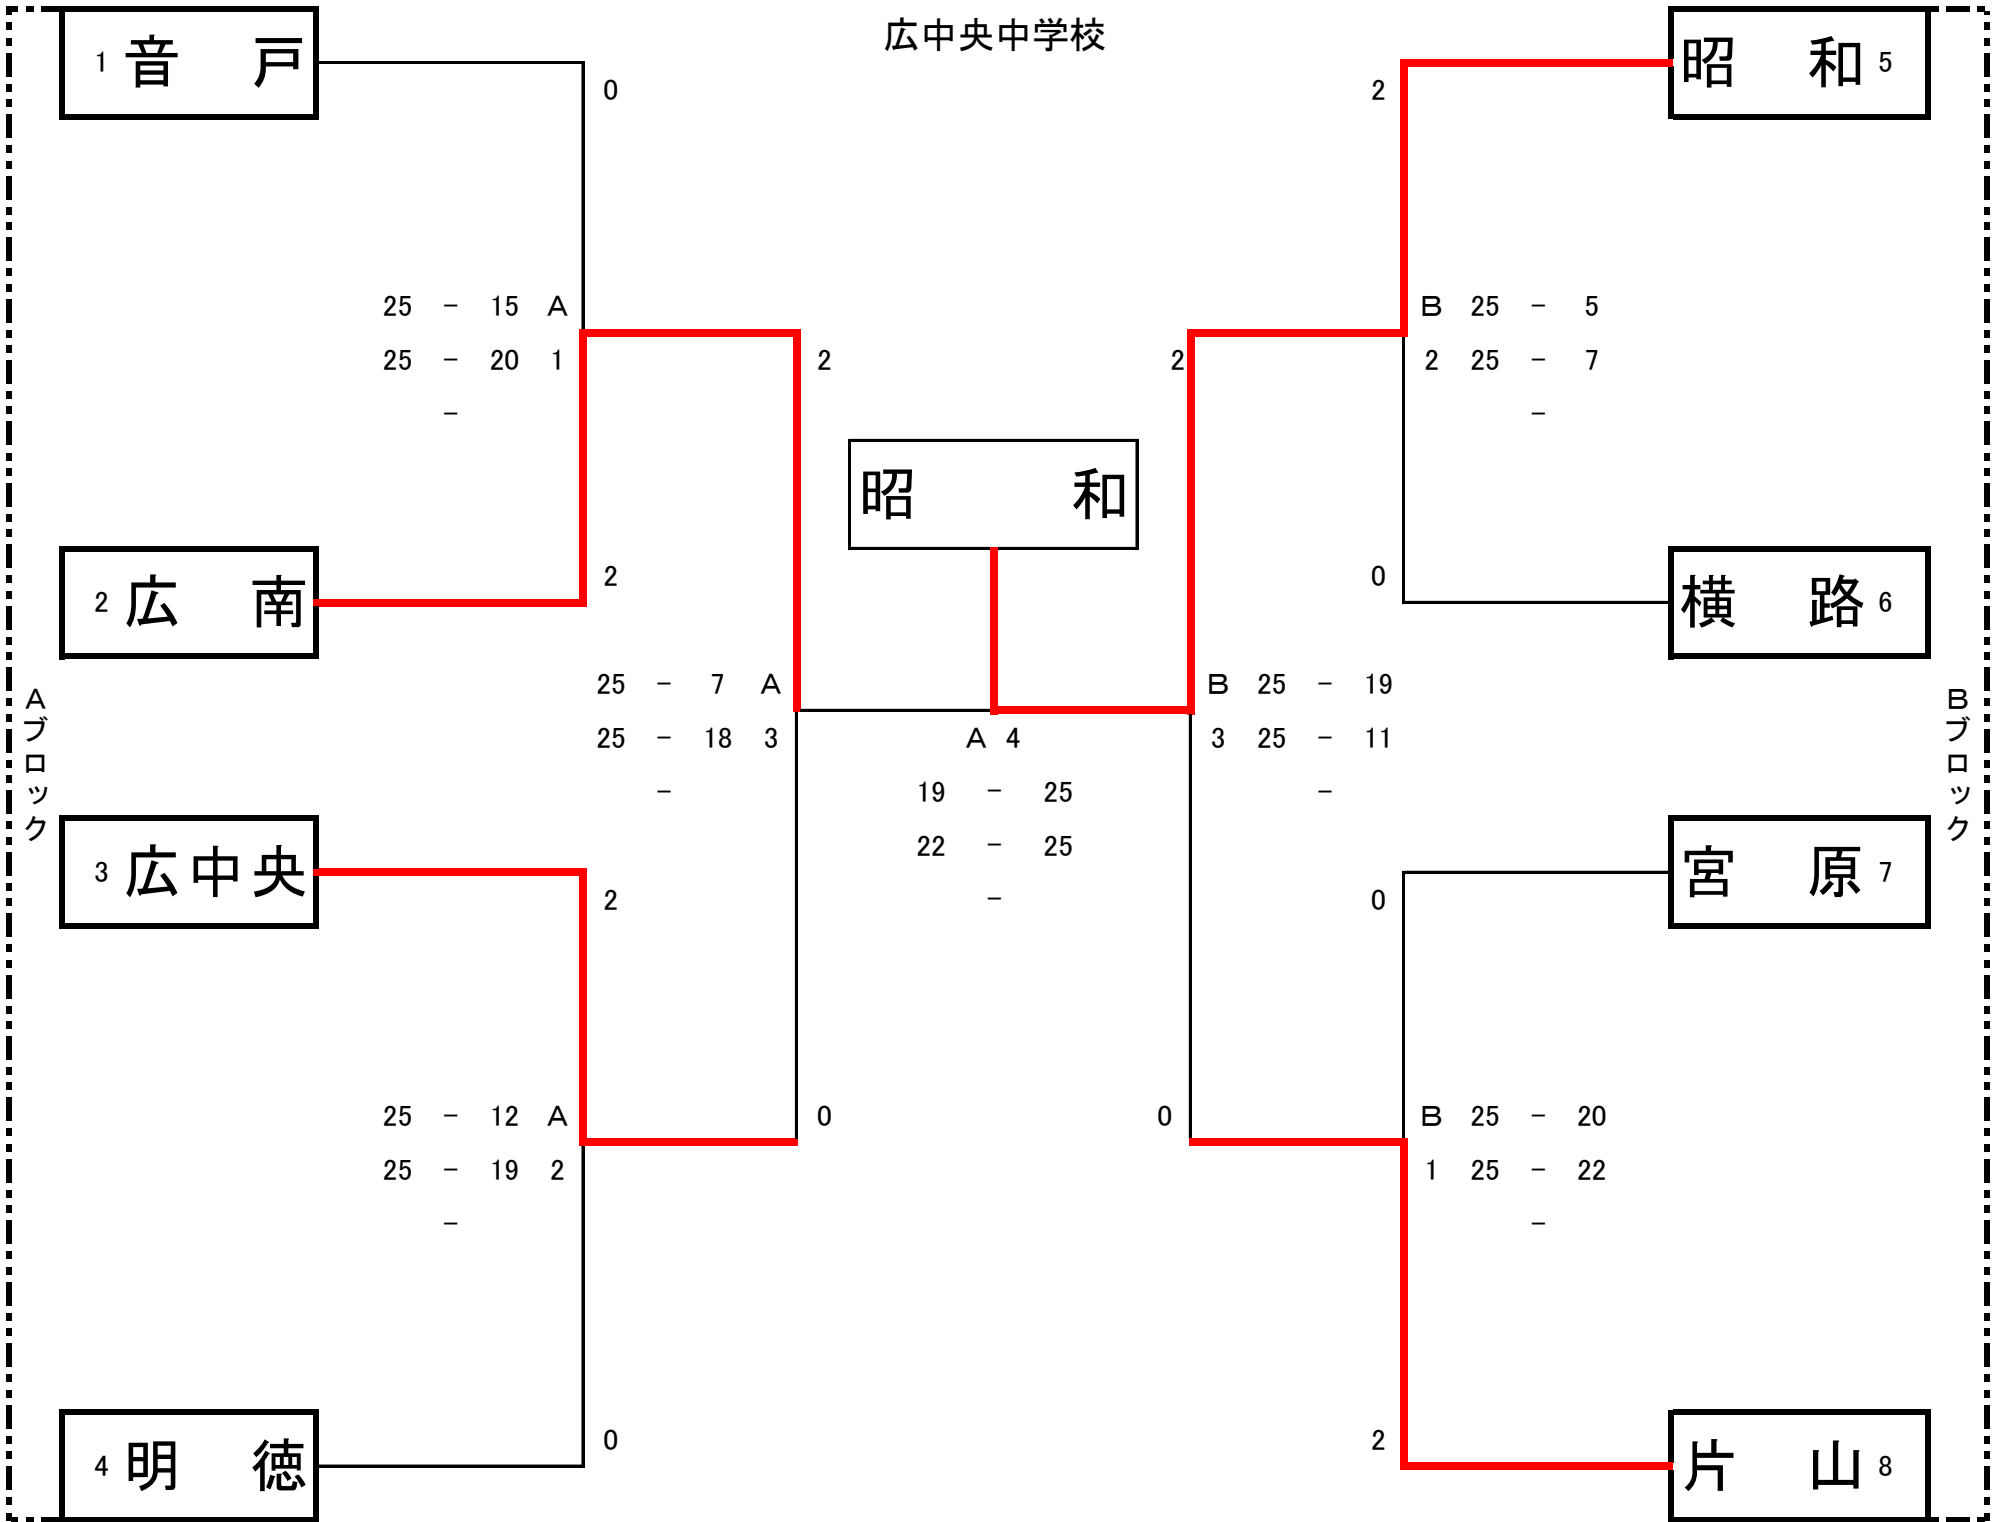 広中央中学校
1 音 戸
0
2
昭 和 5
25 - 15 A
25 - 20 1
-
B 25 - 5
2 25 - 7
-
2
2
昭 和
2 広 南
2
0
横 路 6
Aブロック
Bブロック
25 - 7 A
25 - 18 3
-
B 25 - 19
3 25 - 11
-
A 4
19 - 25
22 - 25
-
3 広中央
2
0
宮 原 7
25 - 12 A
25 - 19 2
-
0
0
B 25 - 20
1 25 - 22
-
4 明 徳
0
2
片 山 8